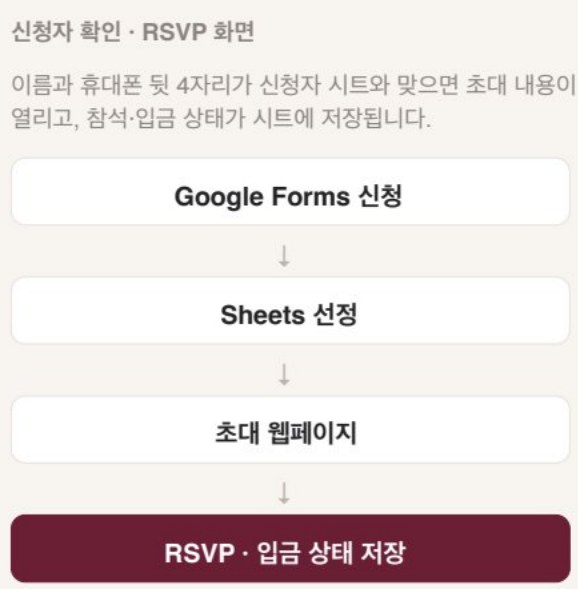 신청자 확인 · RSVP 화면
이름과 휴대폰 뒷 4자리가 신청자 시트와 맞으면 초대 내용이
열리고, 참석·입금 상태가 시트에 저장됩니다.
Google Forms 신청
↓
Sheets 선정
↓
초대 웹페이지
↓
RSVP · 입금 상태 저장